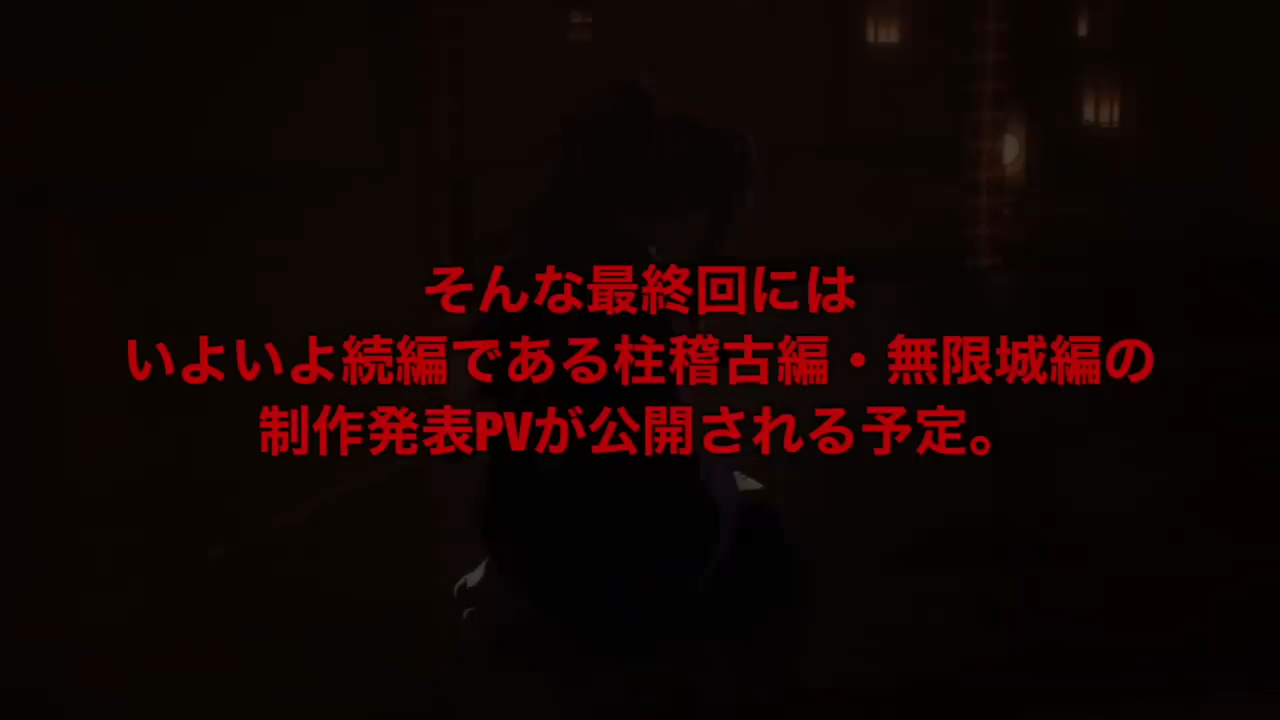 そんな最終回には
いよいよ続編である柱稽古編・無限城編の
制作発表PVが公開される予定。